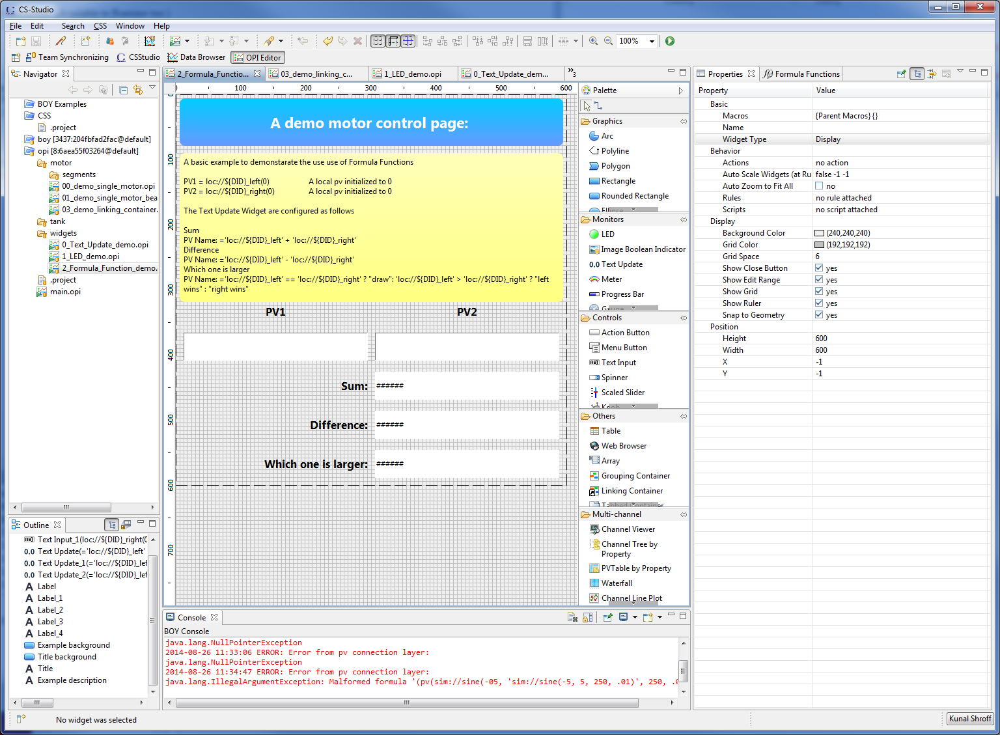 CS-Studio
File Edit Search CSS Window Help
100%
Team Synchronizing CSStudio Data Browser OPI Editor
Navigator
BOY Examples
CSS
.project
boy [3437:204fbfad2fac@default]
opi [8:6aea55f03264@default]
motor
segments
00_demo_single_motor.opi
01_demo_single_motor_bea
03_demo_linking_container.
tank
widgets
0_Text_Update_demo.opi
1_LED_demo.opi
2_Formula_Function_demo.
.project
main.opi
Outline
Text Input_1(loc://${DID}_right(0
Text Update(='loc://${DID}_left'
Text Update_1(='loc://${DID}_lef
Text Update_2(='loc://${DID}_lef
Label
Label_1
Label_2
Label_3
Label_4
Example background
Title background
Title
Example description
2_Formula_Functio... 03_demo_linking_c... 1_LED_demo.opi 0_Text_Update_dem... »3
0 100 200 300 400 500 600
0
100
200
300
400
500
600
700
A demo motor control page:
A basic example to demonstarate the use use of Formula Functions
PV1 = loc://${DID}_left(0) A local pv initialized to 0
PV2 = loc://${DID}_right(0) A local pv initialized to 0
The Text Update Widget are configured as follows
Sum
PV Name: ='loc://${DID}_left' + 'loc://${DID}_right'
Difference
PV Name: ='loc://${DID}_left' - 'loc://${DID}_right'
Which one is larger
PV Name: ='loc://${DID}_left' == 'loc://${DID}_right' ? "draw": 'loc://${DID}_left' > 'loc://${DID}_right' ? "left
wins" : "right wins"
PV1 PV2
Sum: ######
Difference: ######
Which one is larger: ######
Palette
Graphics
Arc
Polyline
Polygon
Rectangle
Rounded Rectangle
Monitors
LED
Image Boolean Indicator
0.0 Text Update
Meter
Progress Bar
Controls
Action Button
Menu Button
Text Input
Spinner
Scaled Slider
Others
Table
Web Browser
Array
Grouping Container
Linking Container
Multi-channel
Channel Viewer
Channel Tree by
Property
PVTable by Property
Waterfall
Channel Line Plot
Console
BOY Console
java.lang.NullPointerException
2014-08-26 11:33:06 ERROR: Error from pv connection layer:
java.lang.NullPointerException
2014-08-26 11:34:47 ERROR: Error from pv connection layer:
java.lang.IllegalArgumentException: Malformed formula '(pv(sim://sine(-05, 'sim://sine(-5, 5, 250, .01)', 250, .0
Properties Formula Functions
Property Value
Basic
Macros {Parent Macros}{}
Name
Widget Type Display
Behavior
Actions no action
Auto Scale Widgets (at Ru false -1 -1
Auto Zoom to Fit All no
Rules no rule attached
Scripts no script attached
Display
Background Color (240,240,240)
Grid Color (192,192,192)
Grid Space 6
Show Close Button yes
Show Edit Range yes
Show Grid yes
Show Ruler yes
Snap to Geometry yes
Position
Height 600
Width 600
X -1
Y -1
No widget was selected
Kunal Shroff